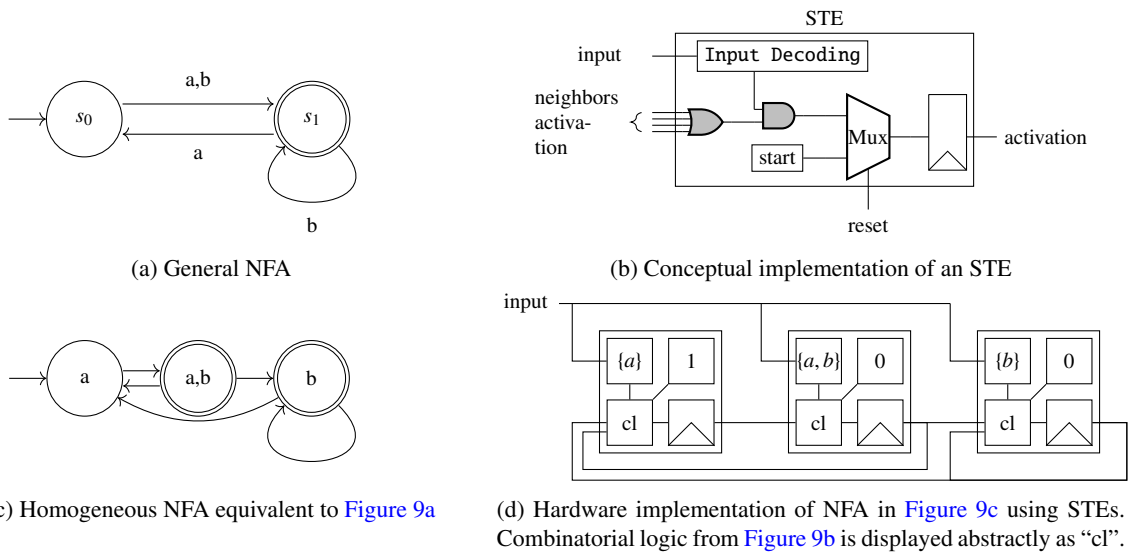 a,b
s0
s1
a
b
(a) General NFA
STE
input
Input Decoding
neighbors
activa-
tion
Mux
start
activation
reset
(b) Conceptual implementation of an STE
a
a,b
b
c) Homogeneous NFA equivalent to Figure 9a
input
{a}
1
{a, b}
0
{b}
0
cl
cl
cl
(d) Hardware implementation of NFA in Figure 9c using STEs.
Combinatorial logic from Figure 9b is displayed abstractly as “cl”.